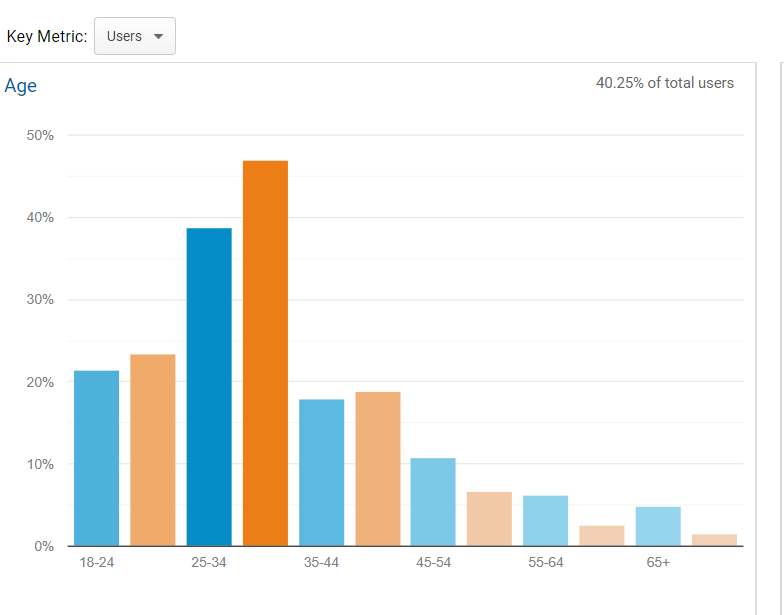 Key Metric: Users
Age
40.25% of total users
50%
40%
30%
20%
10%
0%
18-24 25-34 35-44 45-54 55-64 65+